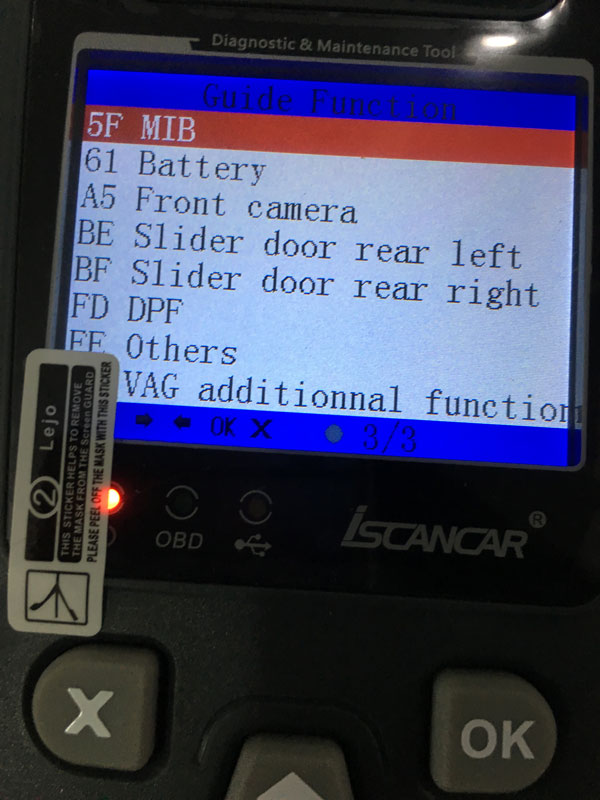 Diagnostic & Maintenance Tool
Guide Function
5F MIB
61 Battery
A5 Front camera
BE Slider door rear left
BF Slider door rear right
FD DPF
FE Others
VAG additionnal function
OK X 3/3
OBD
iSCANCAR®
2 Lejo
THIS STICKER HELPS TO REMOVE
THE MASK FROM THE Screen GUARD
PLEASE PEEL OFF THE MASK WITH THIS STICKER
X
OK